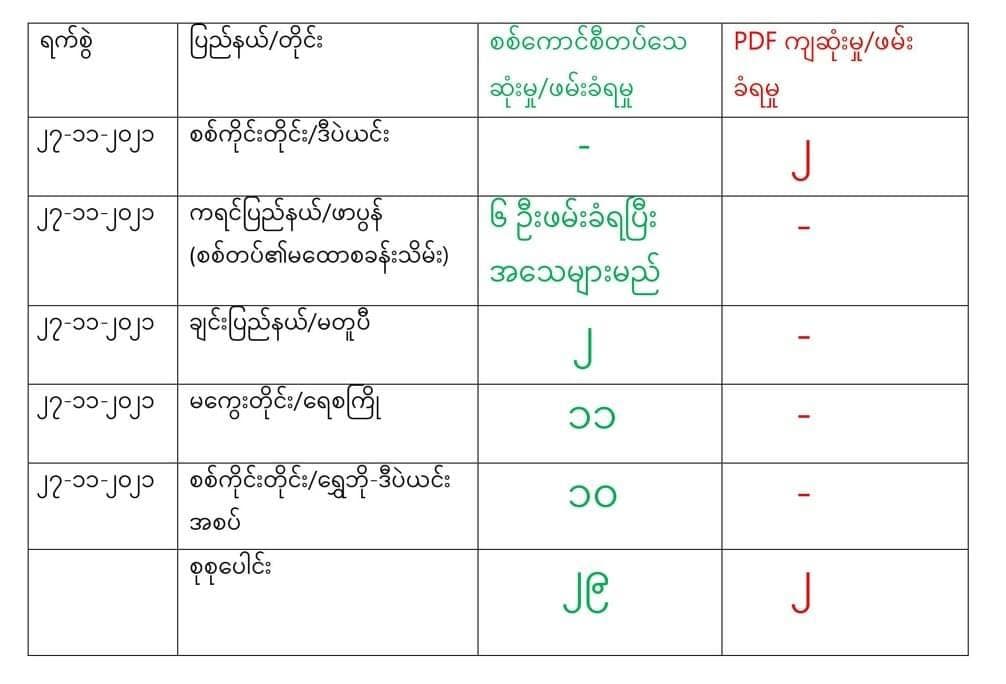 ရက်စွဲ ပြည်နယ်/တိုင်း စစ်ကောင်စီတပ်သေ PDF ကျဆုံးမှု/ဖမ်း
ဆုံးမှု/ဖမ်းခံရမှု ခံရမှု
၂၇-၁၁-၂၀၂၁ စစ်ကိုင်းတိုင်း/ဒီပဲယင်း - ၂
၂၇-၁၁-၂၀၂၁ ကရင်ပြည်နယ်/ဖာပွန် ၆ ဦးဖမ်းခံရပြီး -
(စစ်တပ်၏မထောစခန်းသိမ်း) အသေများမည်
၂၇-၁၁-၂၀၂၁ ချင်းပြည်နယ်/မတူပီ ၂ -
၂၇-၁၁-၂၀၂၁ မကွေးတိုင်း/ရေစကြို ၁၁ -
၂၇-၁၁-၂၀၂၁ စစ်ကိုင်းတိုင်း/ရွှေဘို-ဒီပဲယင်း ၁၀ -
အစပ်
စုစုပေါင်း ၂၉ ၂